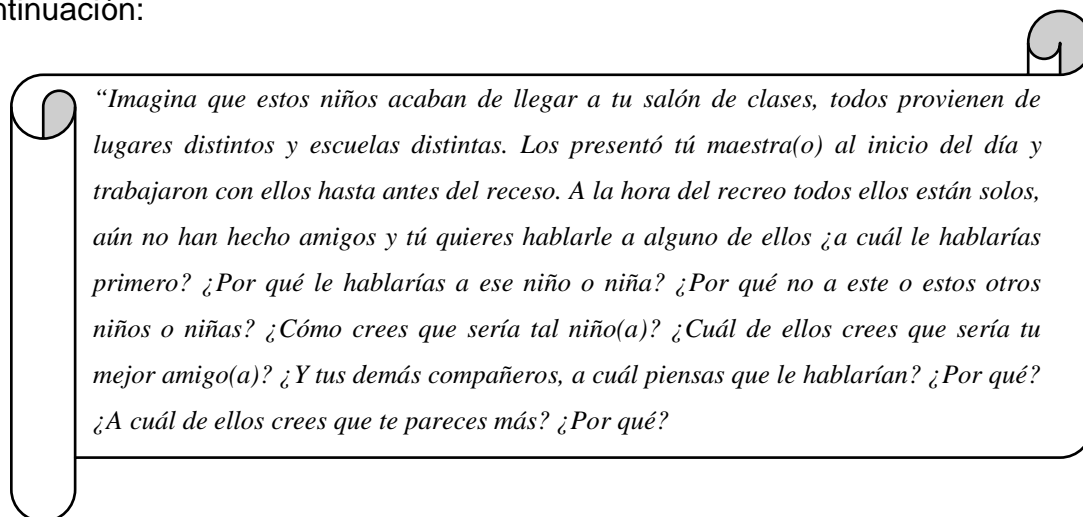 ntinuación:
“Imagina que estos niños acaban de llegar a tu salón de clases, todos provienen de
lugares distintos y escuelas distintas. Los presentó tú maestra(o) al inicio del día y
trabajaron con ellos hasta antes del receso. A la hora del recreo todos ellos están solos,
aún no han hecho amigos y tú quieres hablarle a alguno de ellos ¿a cuál le hablarías
primero? ¿Por qué le hablarías a ese niño o niña? ¿Por qué no a este o estos otros
niños o niñas? ¿Cómo crees que sería tal niño(a)? ¿Cuál de ellos crees que sería tu
mejor amigo(a)? ¿Y tus demás compañeros, a cuál piensas que le hablarían? ¿Por qué?
¿A cuál de ellos crees que te pareces más? ¿Por qué?